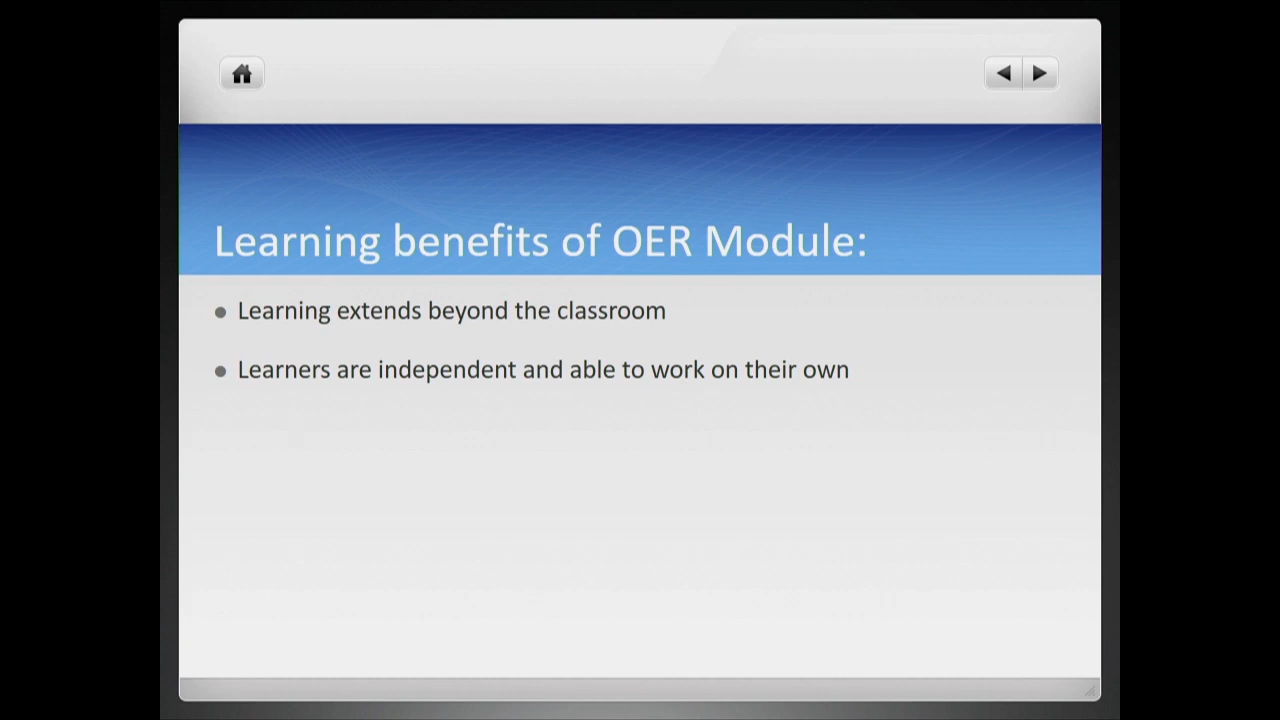 Learning benefits of OER Module:
Learning extends beyond the classroom
Learners are independent and able to work on their own